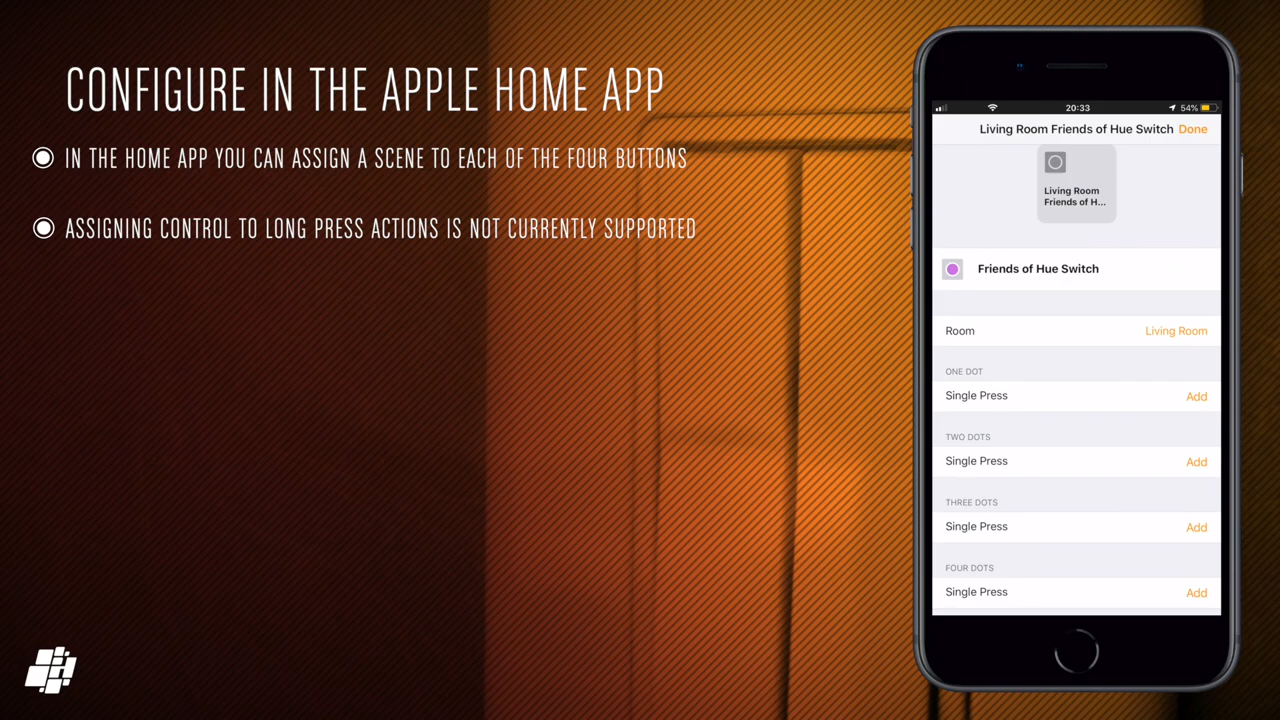 CONFIGURE IN THE APPLE HOME APP
IN THE HOME APP YOU CAN ASSIGN A SCENE TO EACH OF THE FOUR BUTTONS
ASSIGNING CONTROL TO LONG PRESS ACTIONS IS NOT CURRENTLY SUPPORTED
20:33
54%
Living Room Friends of Hue Switch Done
Living Room
Friends of H...
Friends of Hue Switch
Room Living Room
ONE DOT
Single Press Add
TWO DOTS
Single Press Add
THREE DOTS
Single Press Add
FOUR DOTS
Single Press Add
H